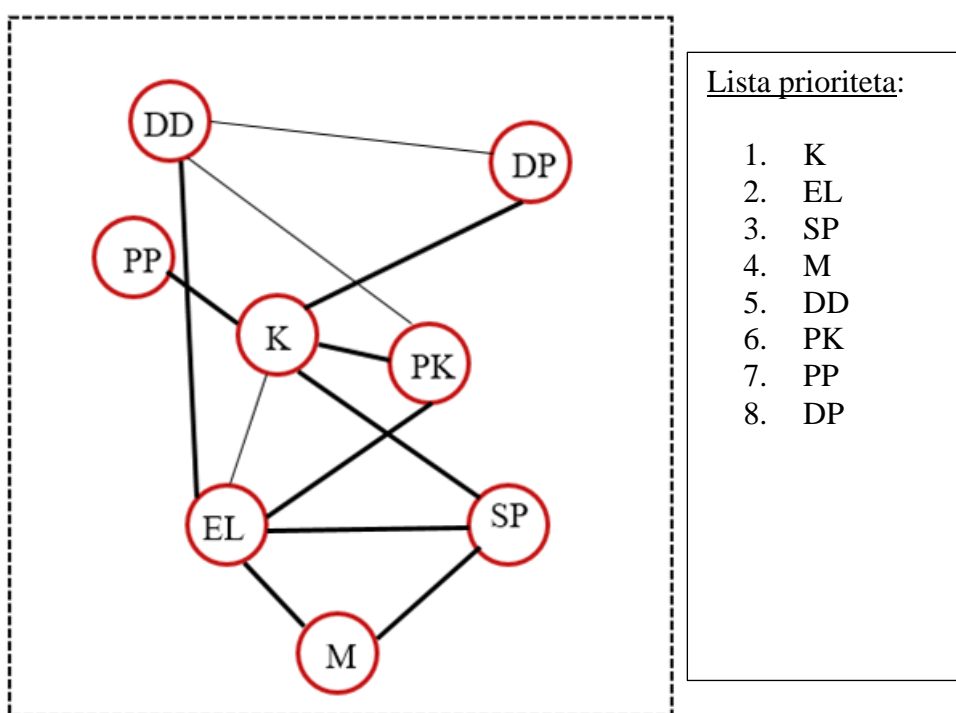 DD
DP
PP
K
PK
EL
SP
M
Lista prioriteta:
1. K
2. EL
3. SP
4. M
5. DD
6. PK
7. PP
8. DP